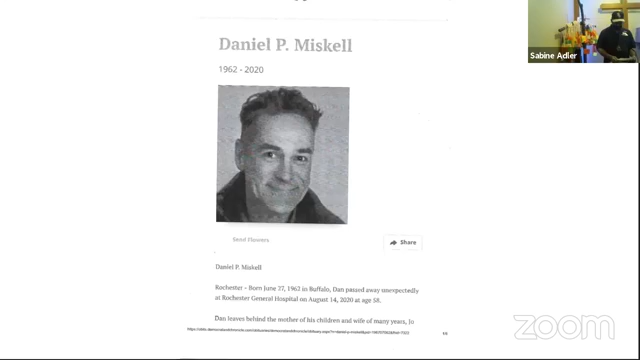 Daniel P. Miskell
1962 - 2020
Send Flowers
Share
Daniel P. Miskell
Rochester - Born June 27, 1962 in Buffalo, Dan passed away unexpectedly
at Rochester General Hospital on August 14, 2020 at age 58.
Dan leaves behind the mother of his children and wife of many years, Jo
Sabine Adler
zoom